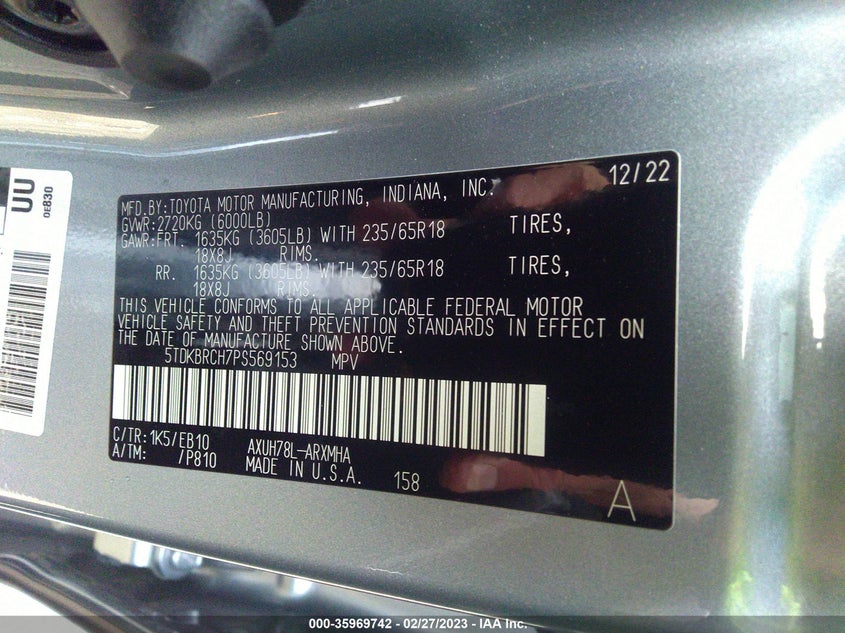 UU
0E830
12/22
MFD.BY:TOYOTA MOTOR MANUFACTURING, INDIANA, INC.
GVWR:2720KG (6000LB)
GAWR:FRT. 1635KG (3605LB) WITH 235/65R18 TIRES,
18X8J RIMS.
RR. 1635KG (3605LB) WITH 235/65R18 TIRES,
18X8J RIMS.
THIS VEHICLE CONFORMS TO ALL APPLICABLE FEDERAL MOTOR
VEHICLE SAFETY AND THEFT PREVENTION STANDARDS IN EFFECT ON
THE DATE OF MANUFACTURE SHOWN ABOVE.
5TDKBRCH7PS569153 MPV
C/TR: 1K5/EB10 AXUH78L-ARXMHA
A/TM: /P810 MADE IN U.S.A. 158
A
000-35969742 - 02/27/2023 - IAA Inc.